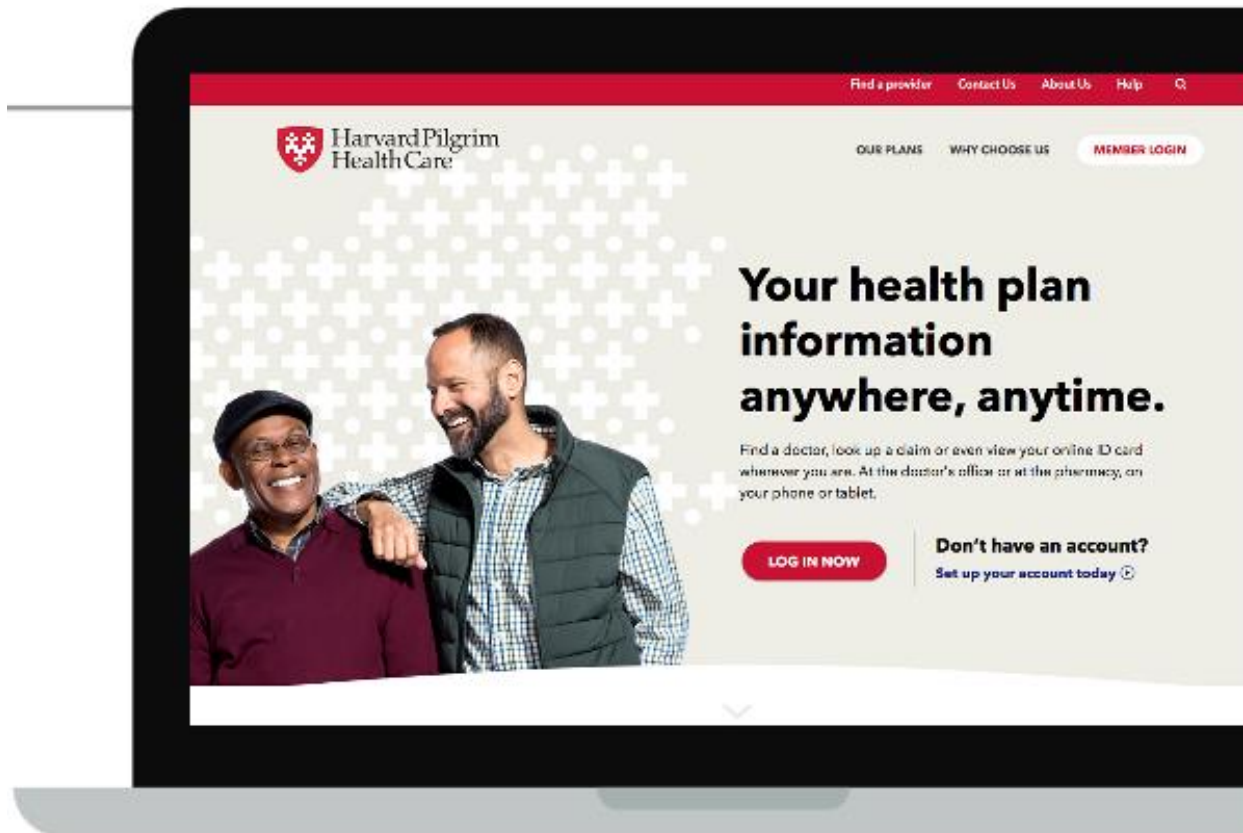 Find a provider Contact Us About Us Help
Harvard Pilgrim
HealthCare
OUR PLANS WHY CHOOSE US MEMBER LOGIN
Your health plan
information
anywhere, anytime.
Find a doctor, look up a claim or even view your online ID card
wherever you are. At the doctor's office or at the pharmacy, on
your phone or tablet.
LOG IN NOW
Don't have an account?
Set up your account today